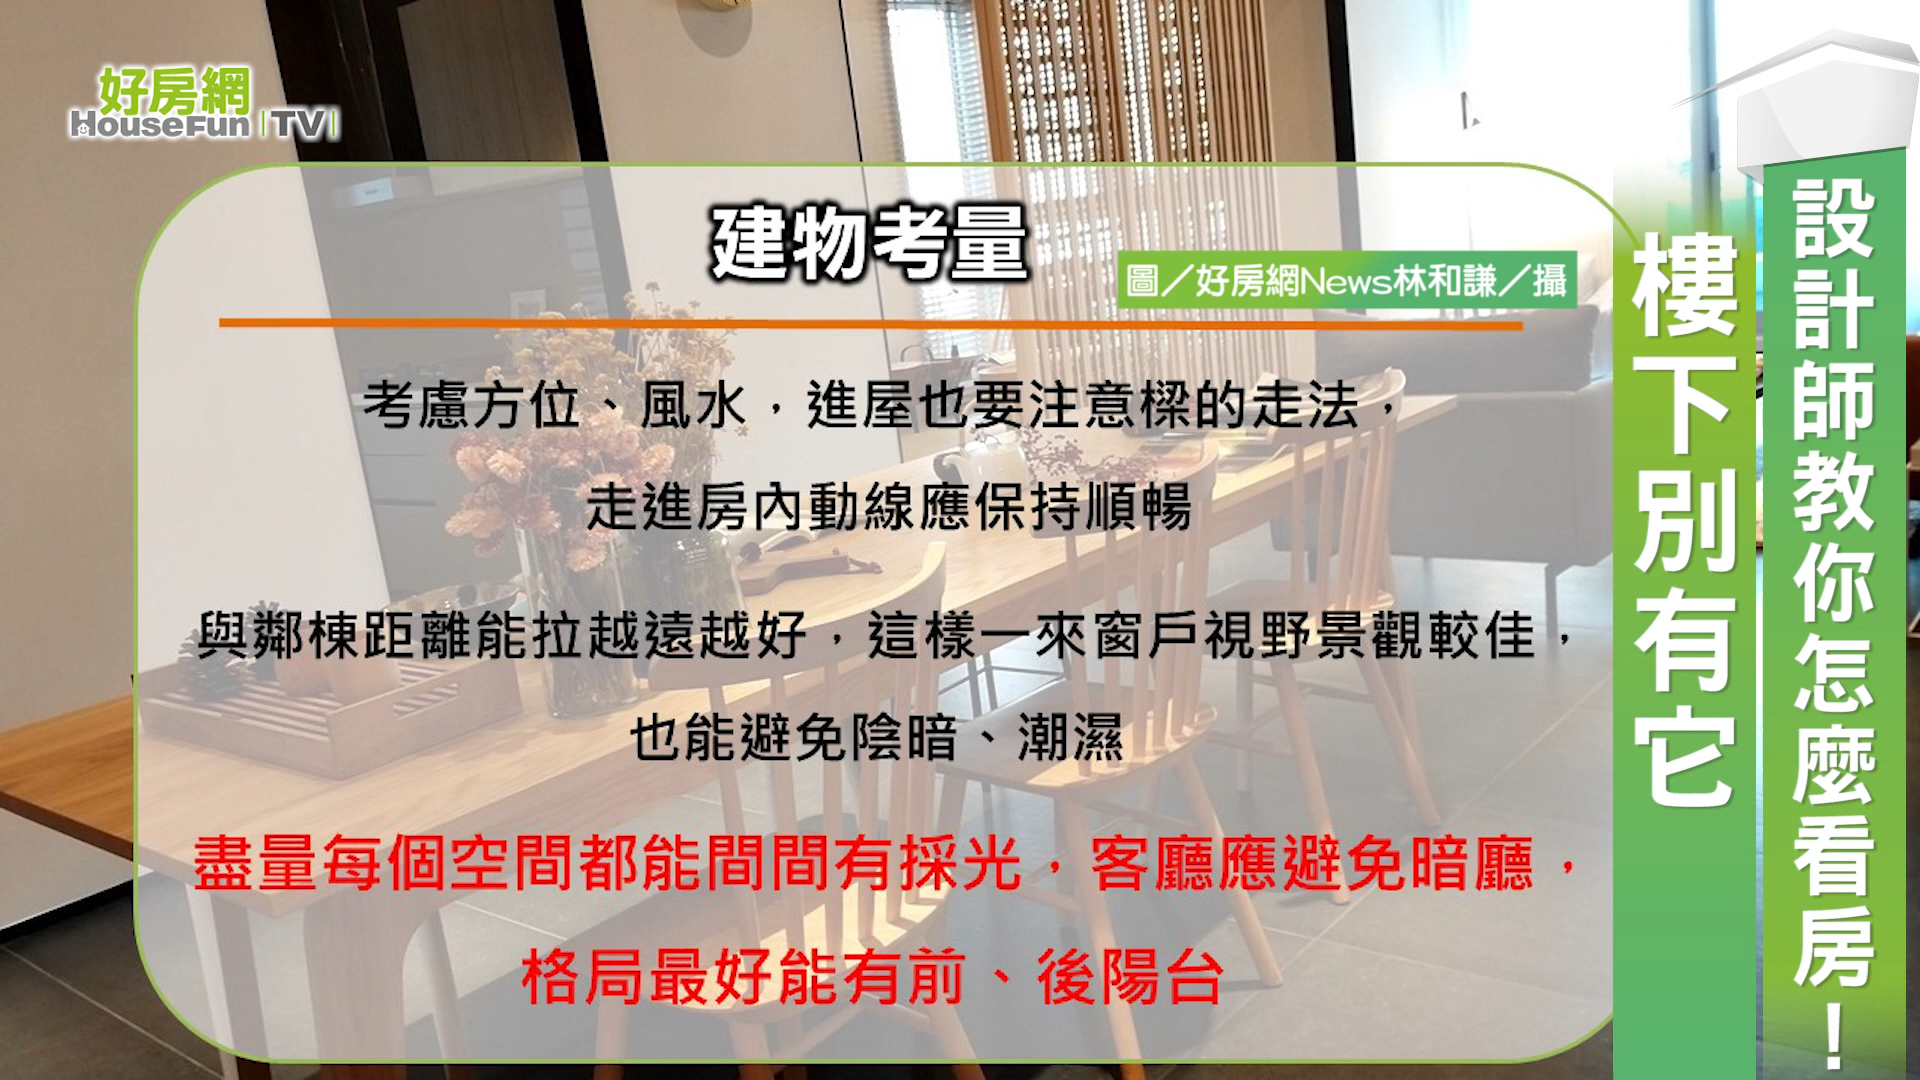 好房網
HouseFun TV
建物考量
圖／好房網News林和謙／攝
考慮方位、風水，進屋也要注意樑的走法，
走進房內動線應保持順暢
與鄰棟距離能拉越遠越好，這樣一來窗戶視野景觀較佳，
也能避免陰暗、潮濕
盡量每個空間都能間間有採光，客廳應避免暗廳，
格局最好能有前、後陽台
設計師教你怎麼看房！
樓下別有它